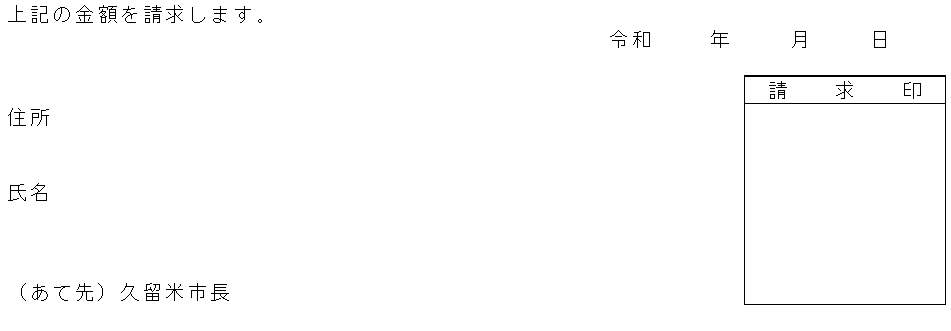 上記の金額を請求します。
令和　　年　　月　　日
請　求　印
住所
氏名
（あて先）久留米市長